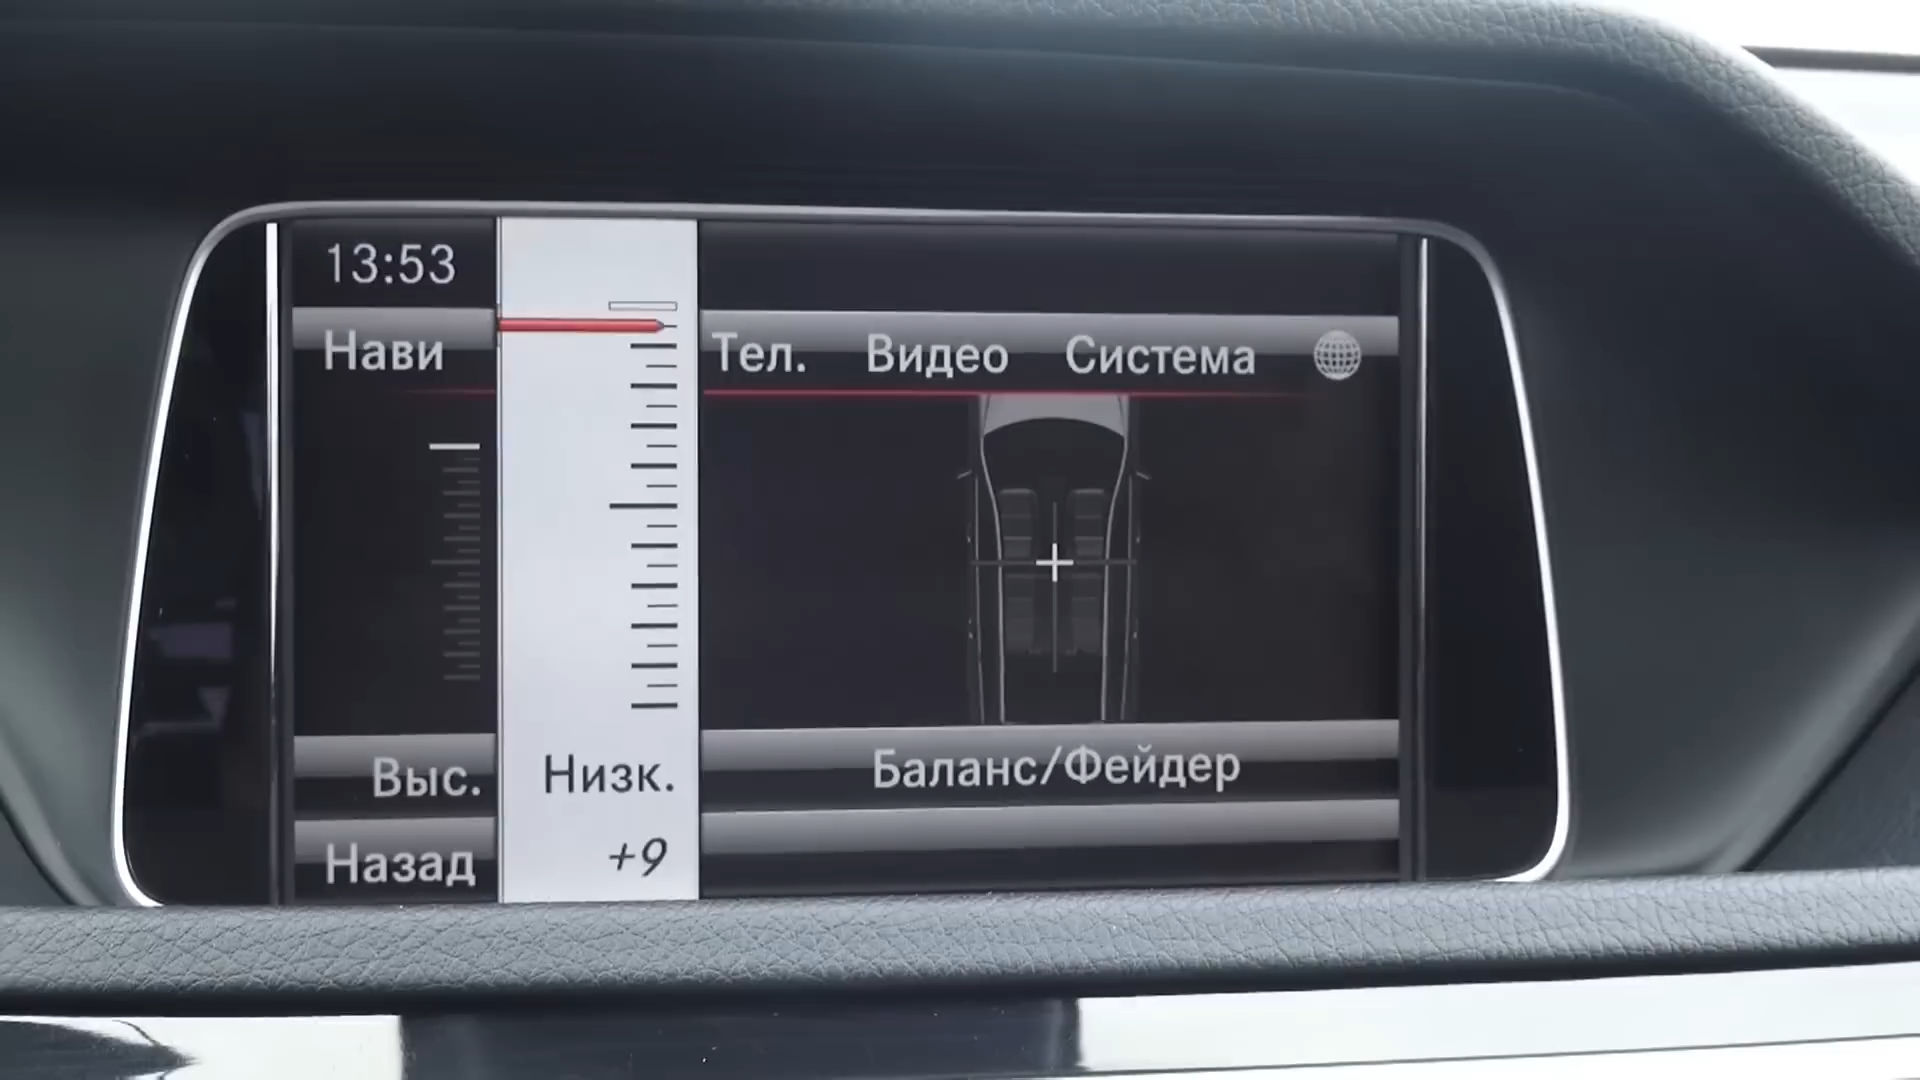 13:53
Нави Тел. Видео Система
Выс. Низк. Баланс/Фейдер
Назад +9